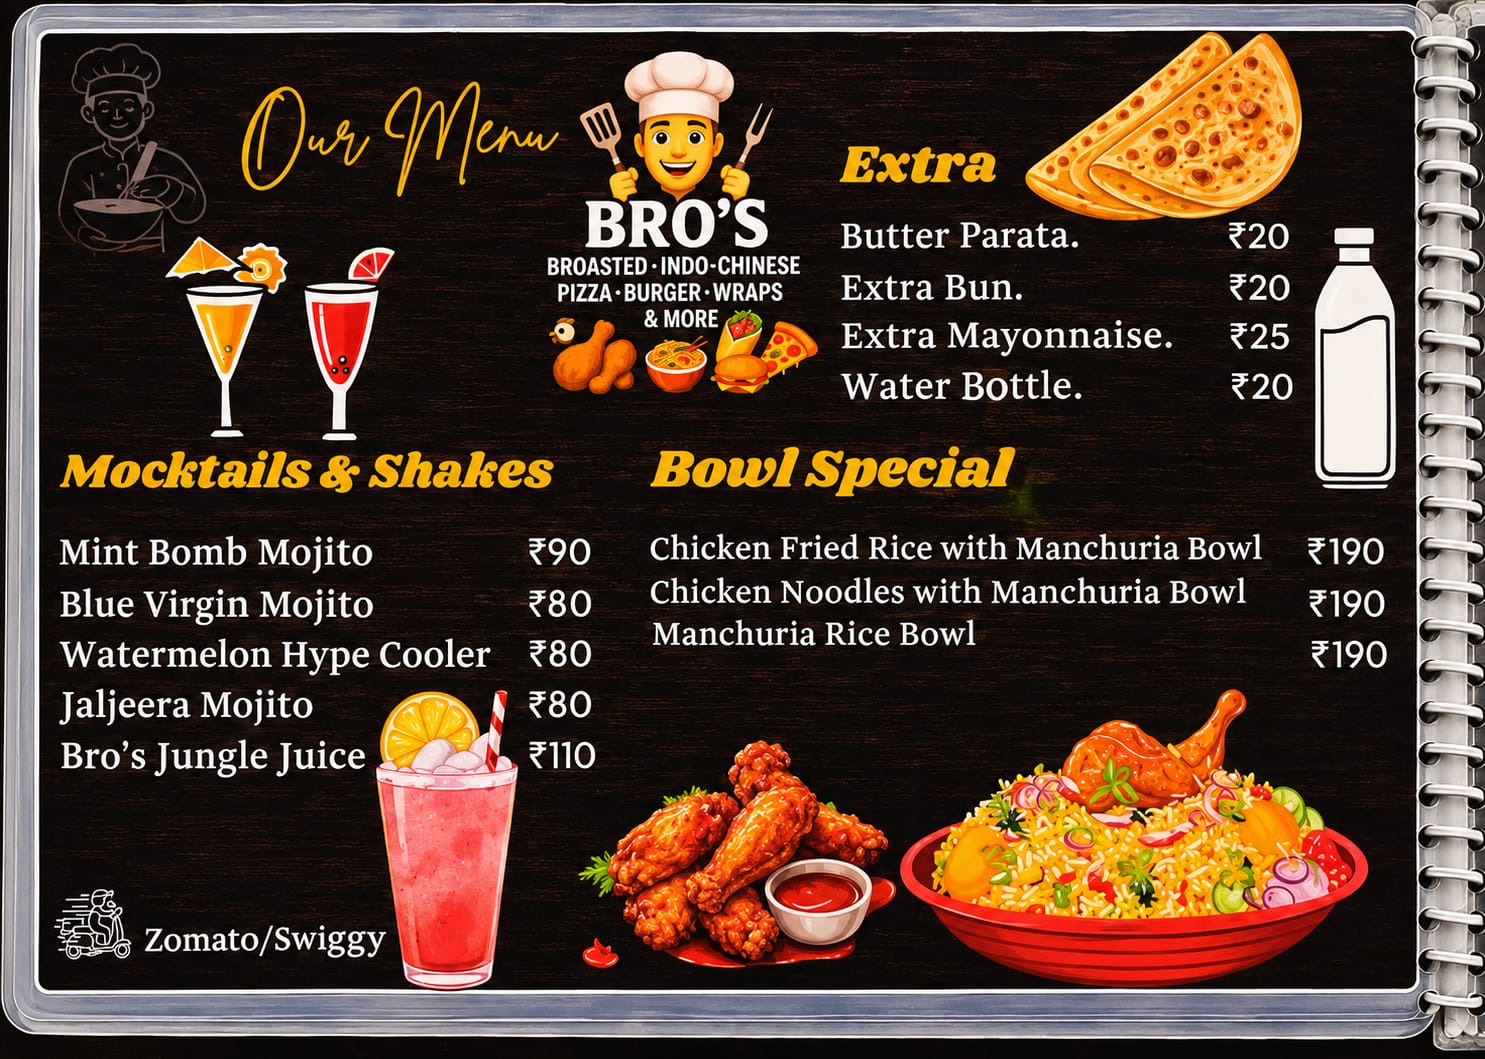 Our Menu
BRO'S
BROASTED · INDO-CHINESE
PIZZA · BURGER · WRAPS
& MORE
Extra
Butter Parata. ₹20
Extra Bun. ₹20
Extra Mayonnaise. ₹25
Water Bottle. ₹20
Mocktails & Shakes
Mint Bomb Mojito ₹90
Blue Virgin Mojito ₹80
Watermelon Hype Cooler ₹80
Jaljeera Mojito ₹80
Bro's Jungle Juice ₹110
Bowl Special
Chicken Fried Rice with Manchuria Bowl ₹190
Chicken Noodles with Manchuria Bowl ₹190
Manchuria Rice Bowl ₹190
Zomato/Swiggy